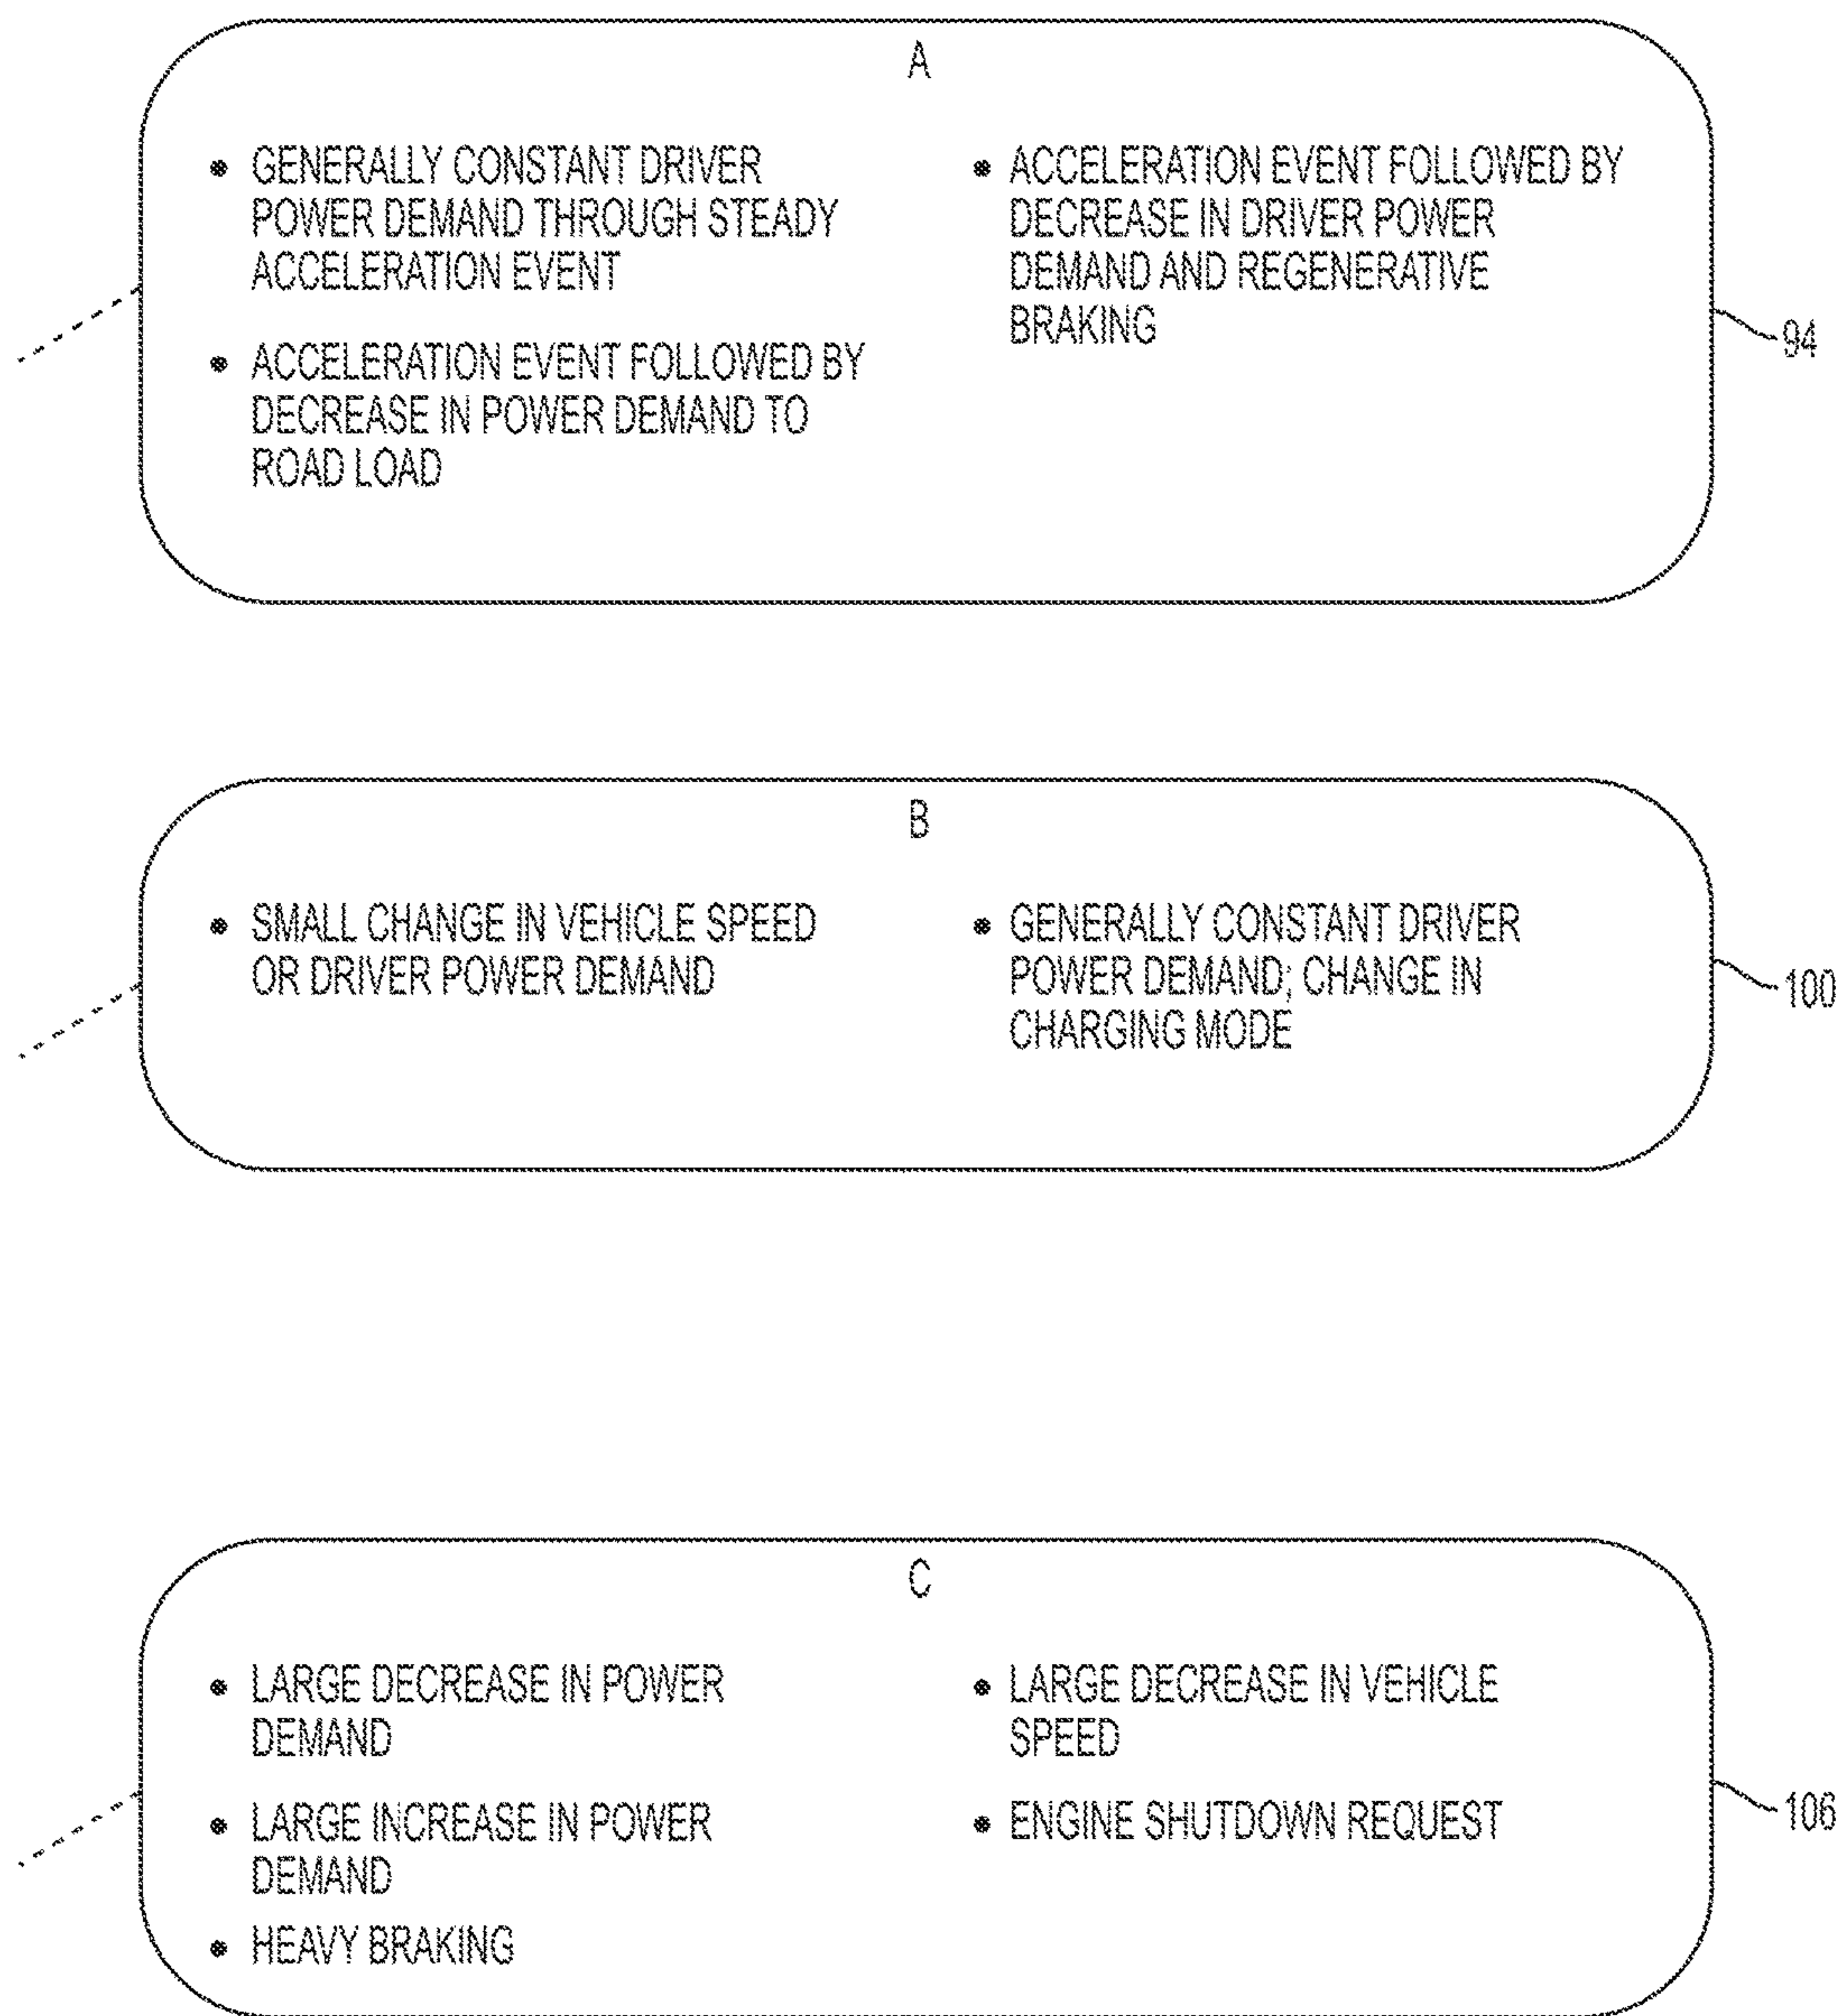 A
• GENERALLY CONSTANT DRIVER
POWER DEMAND THROUGH STEADY
ACCELERATION EVENT
• ACCELERATION EVENT FOLLOWED BY
DECREASE IN POWER DEMAND TO
ROAD LOAD
• ACCELERATION EVENT FOLLOWED BY
DECREASE IN DRIVER POWER
DEMAND AND REGENERATIVE
BRAKING
94
B
• SMALL CHANGE IN VEHICLE SPEED
OR DRIVER POWER DEMAND
• GENERALLY CONSTANT DRIVER
POWER DEMAND; CHANGE IN
CHARGING MODE
100
C
• LARGE DECREASE IN POWER
DEMAND
• LARGE INCREASE IN POWER
DEMAND
• HEAVY BRAKING
• LARGE DECREASE IN VEHICLE
SPEED
• ENGINE SHUTDOWN REQUEST
106